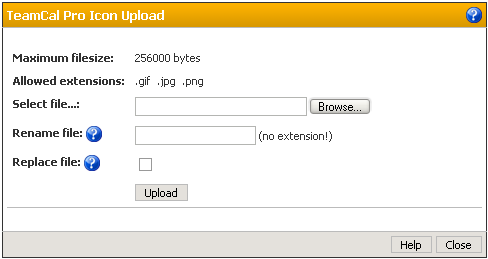 TeamCal Pro Icon Upload ?
Maximum filesize: 256000 bytes
Allowed extensions: .gif .jpg .png
Select file...: Browse...
Rename file: ? (no extension!)
Replace file: ?
Upload
Help Close